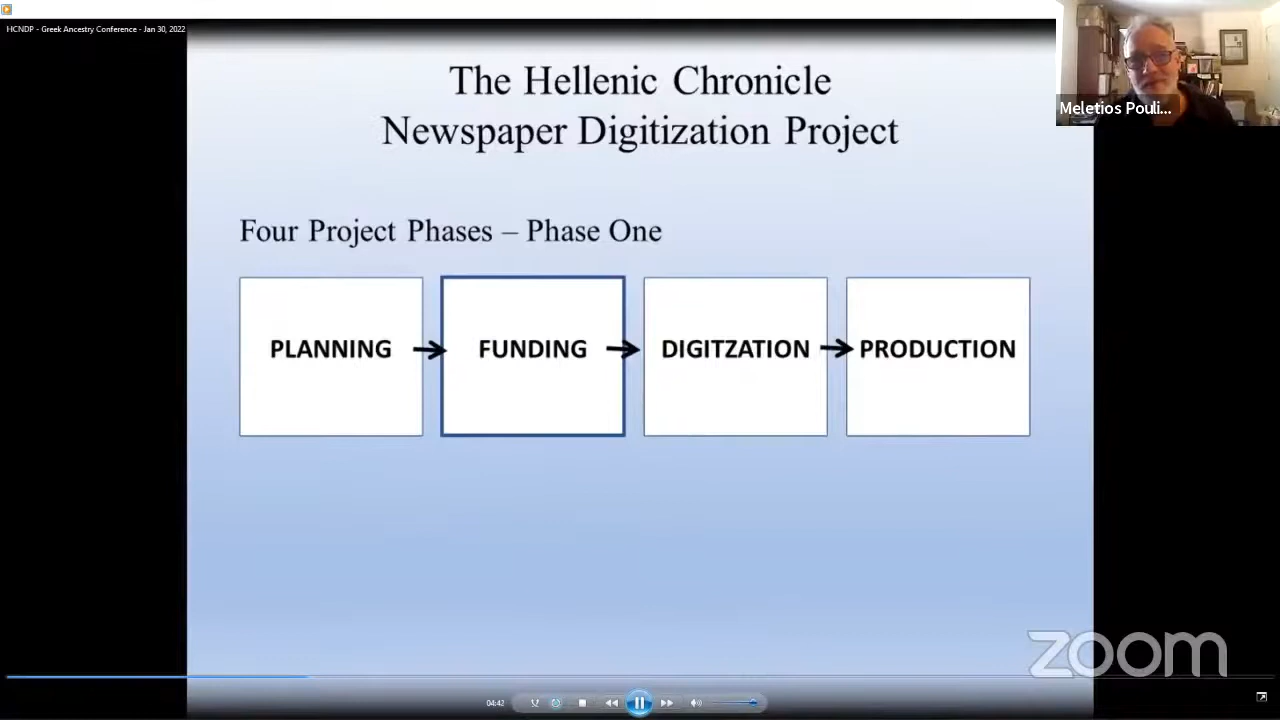 HCNDP - Greek Ancestry Conference - Jan 30, 2022
Meletios Pouli...
The Hellenic Chronicle
Newspaper Digitization Project
Four Project Phases – Phase One
PLANNING
FUNDING
DIGITZATION
PRODUCTION
zoom
04:42